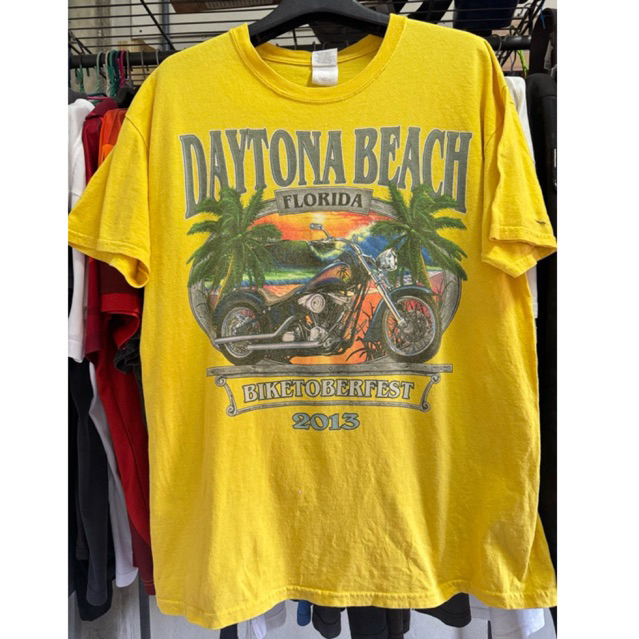 DAYTONA BEACH
FLORIDA
BIKETOBERFEST
2013